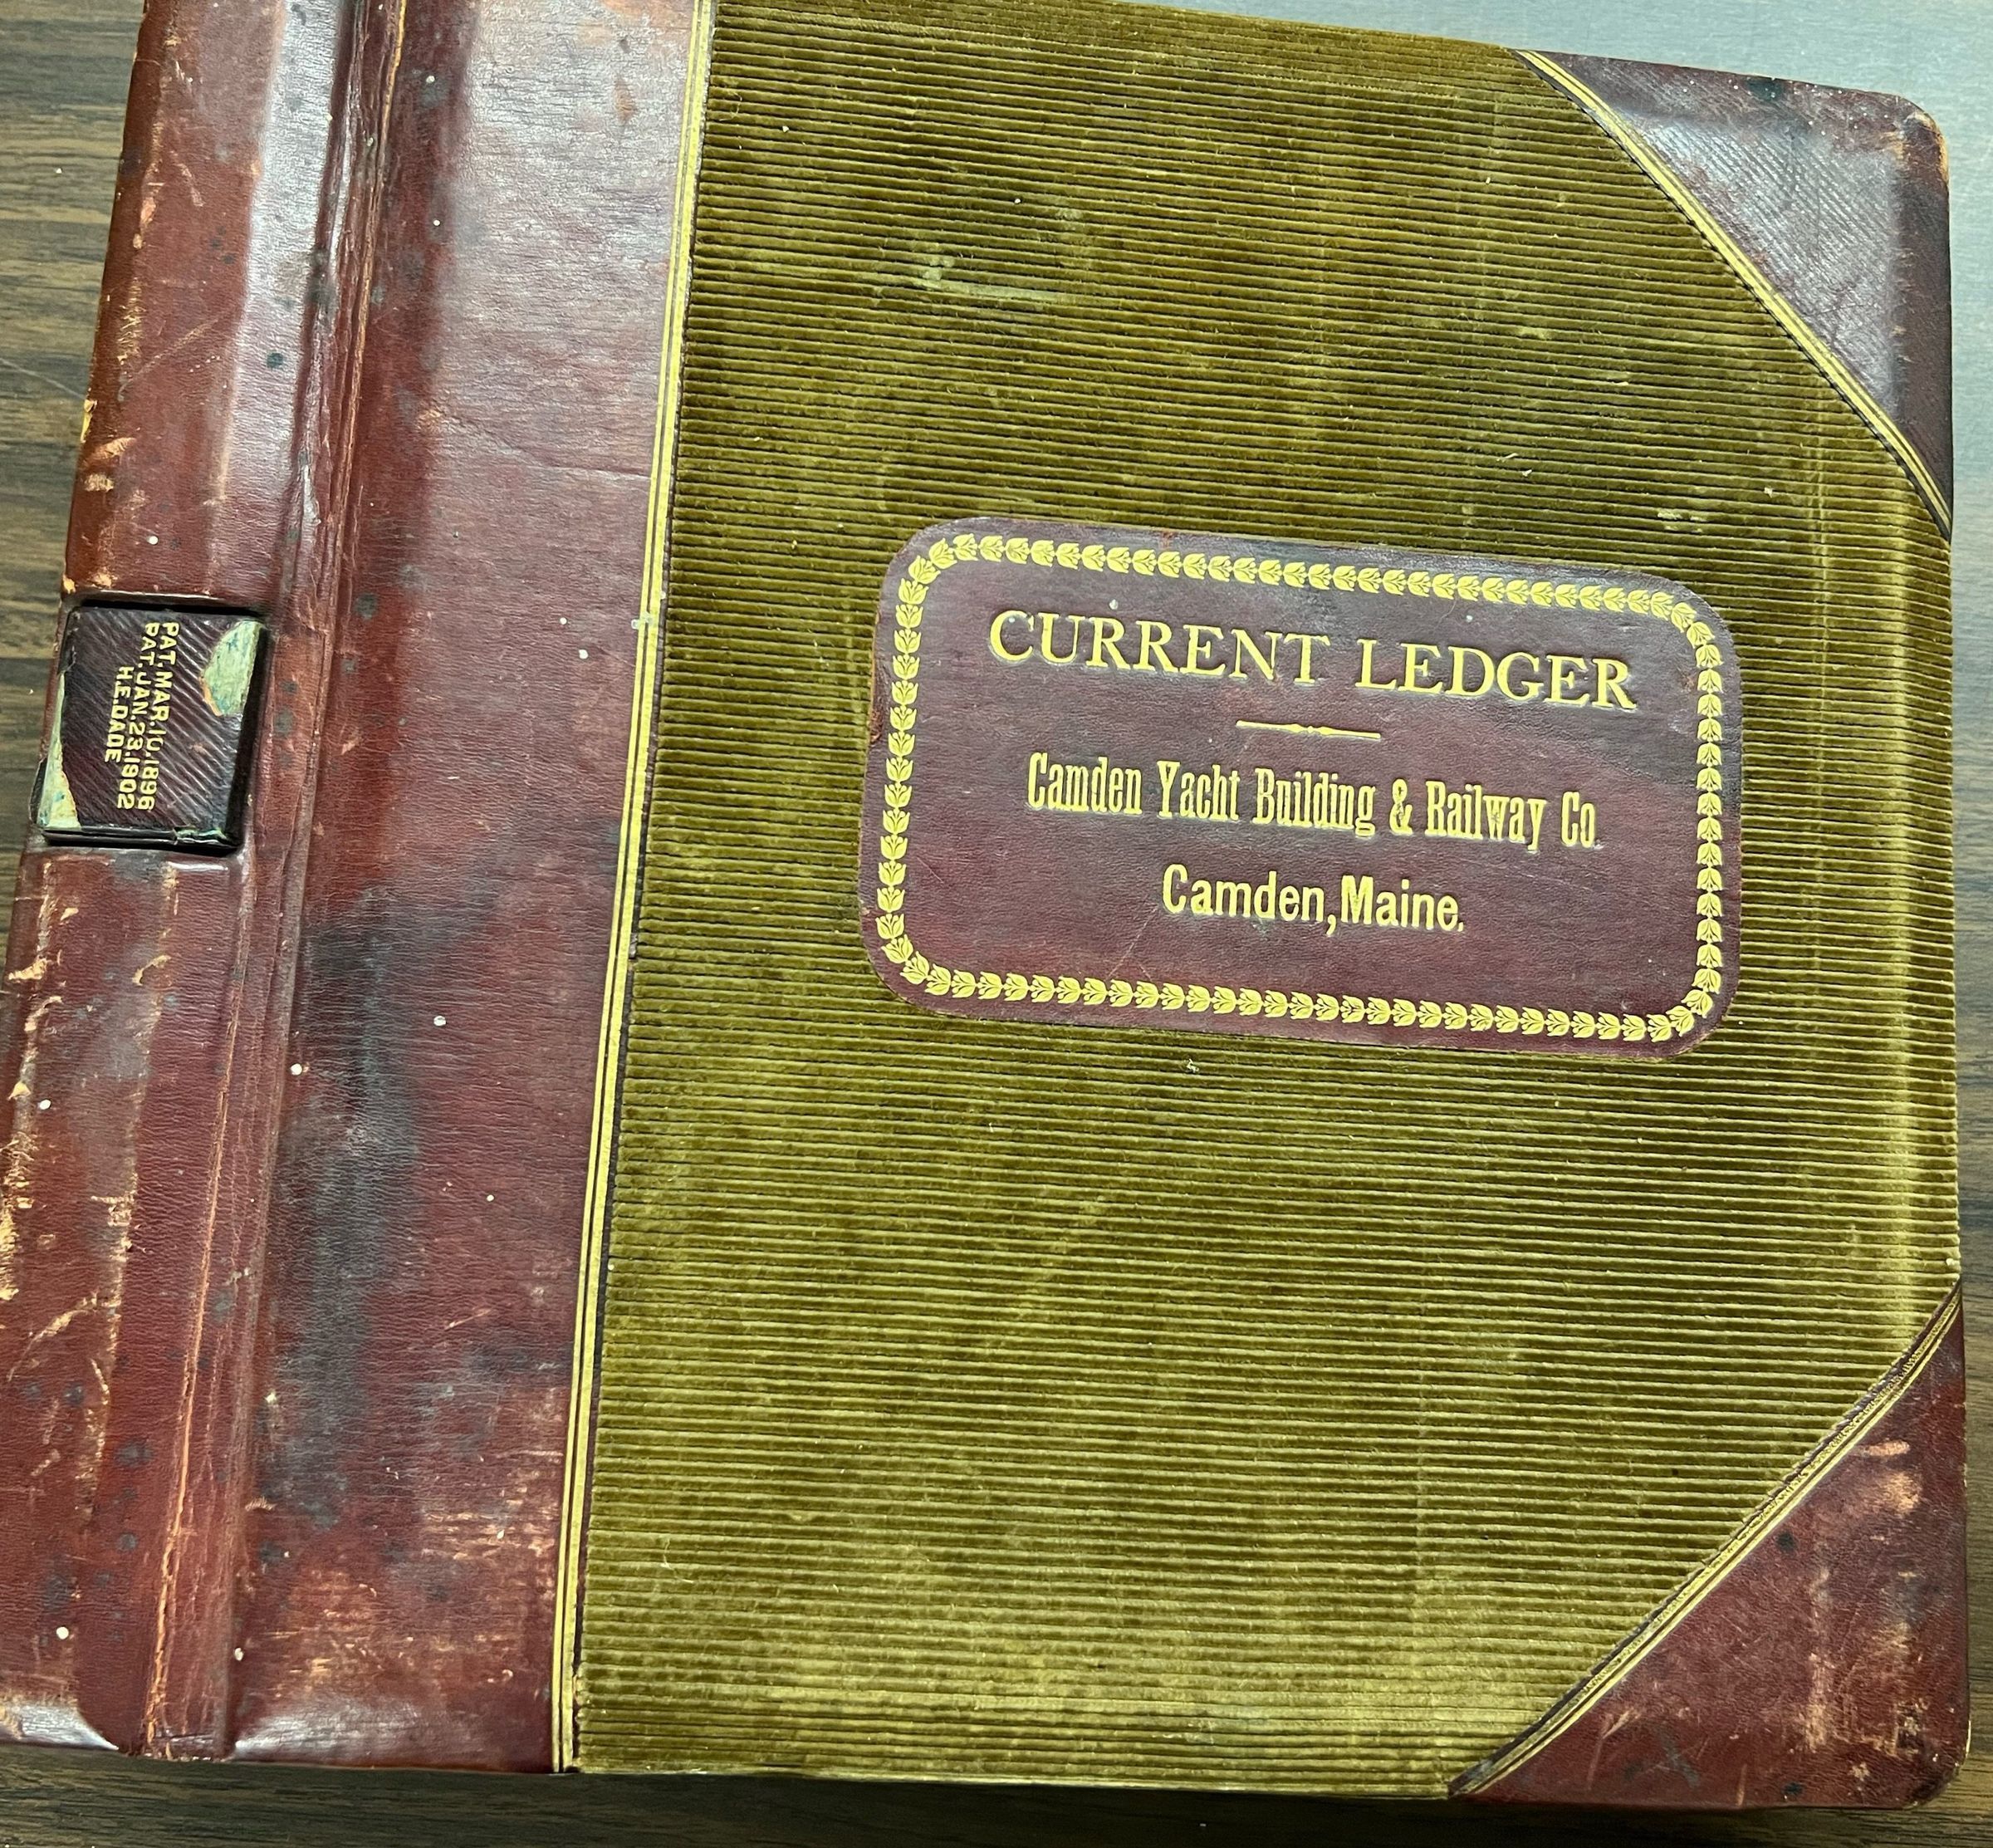 CURRENT LEDGER
Camden Yacht Building & Railway Co.
Camden, Maine.
PAT. MAR. 10, 1896
PAT. JAN. 23, 1902
H.E. DADE